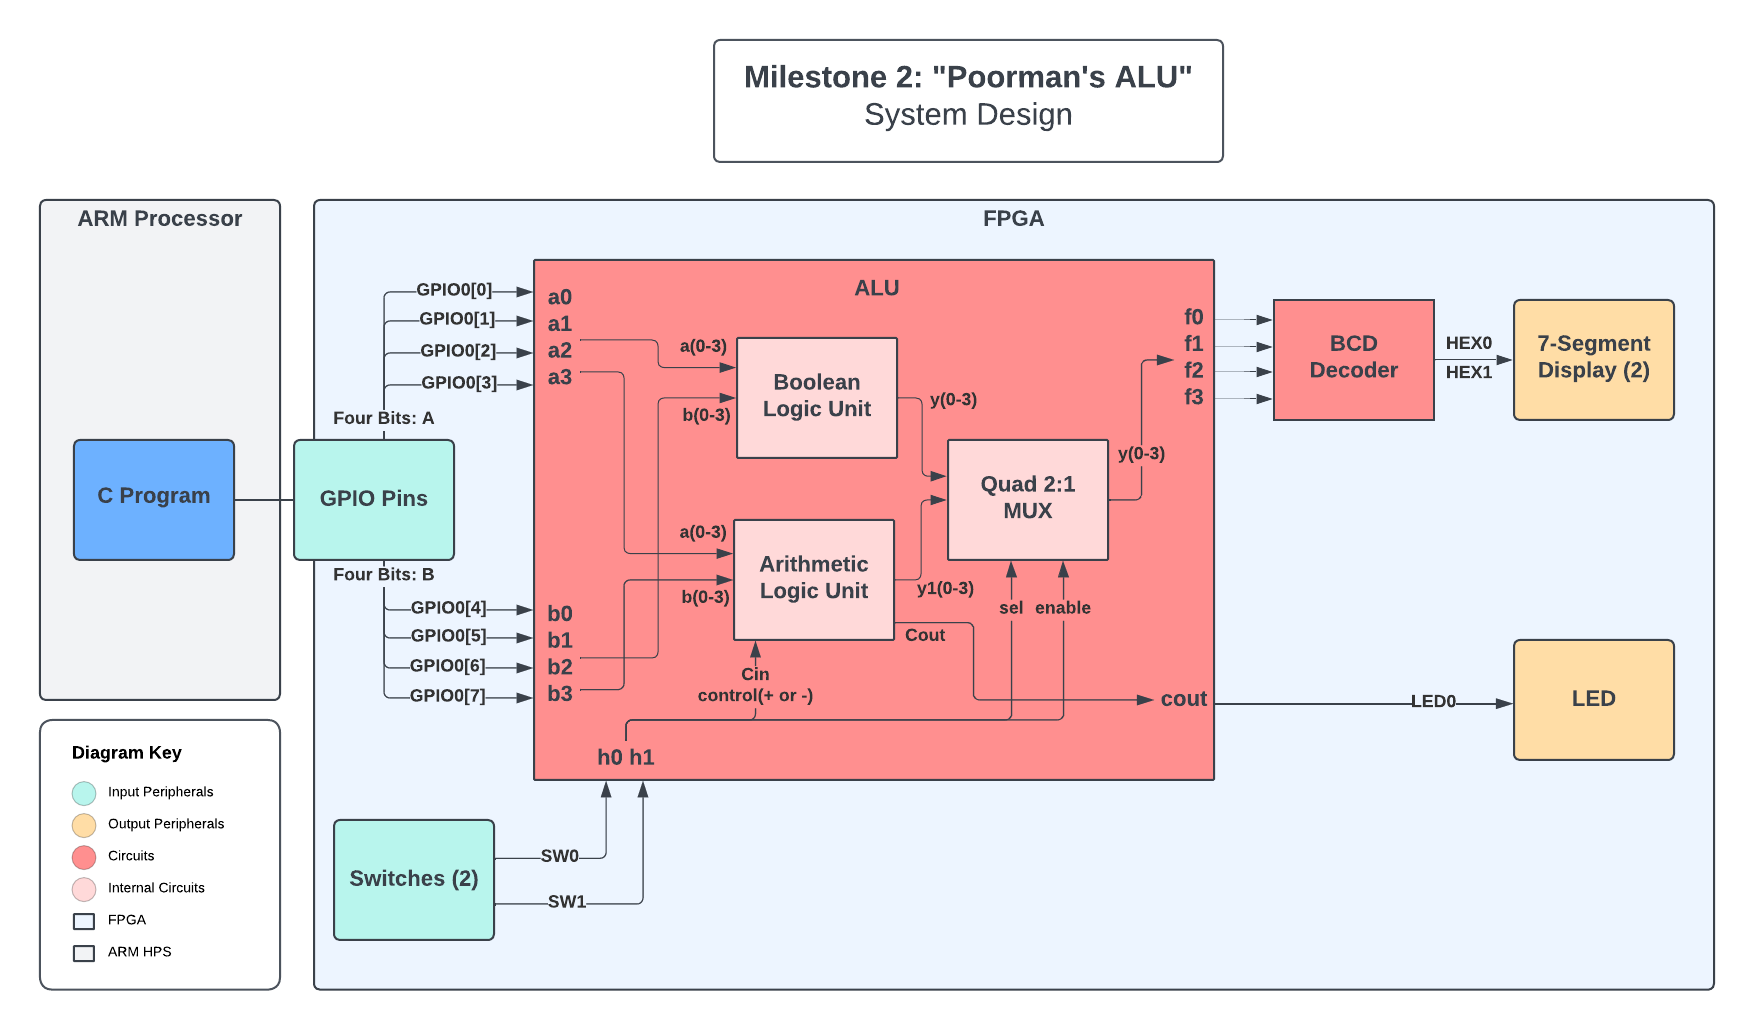 Milestone 2: "Poorman's ALU"
System Design
ARM Processor
FPGA
C Program
GPIO Pins
GPIO0[0]
GPIO0[1]
GPIO0[2]
GPIO0[3]
Four Bits: A
Four Bits: B
GPIO0[4]
GPIO0[5]
GPIO0[6]
GPIO0[7]
ALU
a0
a1
a2
a3
b0
b1
b2
b3
a(0-3)
b(0-3)
Boolean
Logic Unit
y(0-3)
a(0-3)
b(0-3)
Arithmetic
Logic Unit
y1(0-3)
Cout
Cin
control(+ or -)
Quad 2:1
MUX
sel
enable
y(0-3)
f0
f1
f2
f3
cout
h0 h1
BCD
Decoder
HEX0
HEX1
7-Segment
Display (2)
LED0
LED
Switches (2)
SW0
SW1
Diagram Key
Input Peripherals
Output Peripherals
Circuits
Internal Circuits
FPGA
ARM HPS